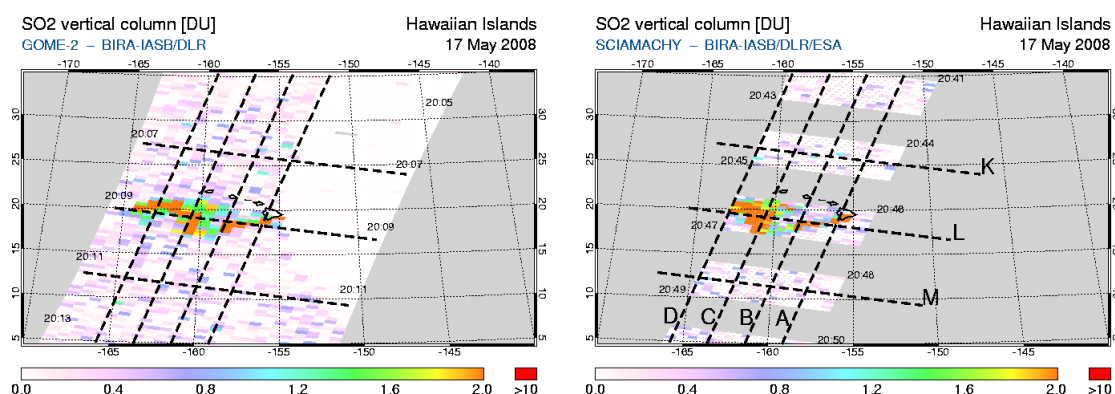 SO2 vertical column [DU] Hawaiian Islands
GOME-2 – BIRA-IASB/DLR 17 May 2008
-170 -165 -160 -155 -150 -145 -140
20:05
30
20:07
25
20:07
20:09
20
20:09
15
20:11
20:11
10
20:13
5
-165 -160 -155 -150 -145
0.0 0.4 0.8 1.2 1.6 2.0 >10
SO2 vertical column [DU] Hawaiian Islands
SCIAMACHY – BIRA-IASB/DLR/ESA 17 May 2008
-170 -165 -160 -155 -150 -145 -140
20:41
20:43
30
20:44
20:45
K
25
20:46
20
20:47
L
15
20:48
20:49
M
10
D C B A
20:50
5
-165 -160 -155 -150 -145
0.0 0.4 0.8 1.2 1.6 2.0 >10